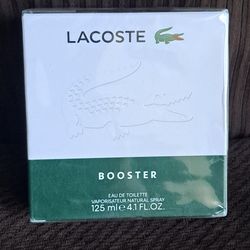 LACOSTE
BOOSTER
EAU DE TOILETTE
VAPORISATEUR NATURAL SPRAY
125 ml ℮ 4.1 FL.OZ.